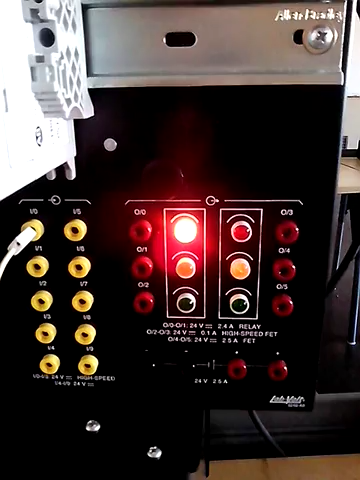 Allen Bradley
I/0
I/5
O/0
O/3
I/1
I/6
O/1
O/4
I/2
I/7
O/2
O/5
I/3
I/8
I/4
I/9
O/0-O/1: 24 V 2.4 A RELAY
O/2-O/3: 24 V 0.1 A HIGH-SPEED FET
O/4-O/5: 24 V 2.5 A FET
I/0-I/3: 24 V HIGH-SPEED
I/4-I/9: 24 V
24 V 2.5 A
Lab-Volt